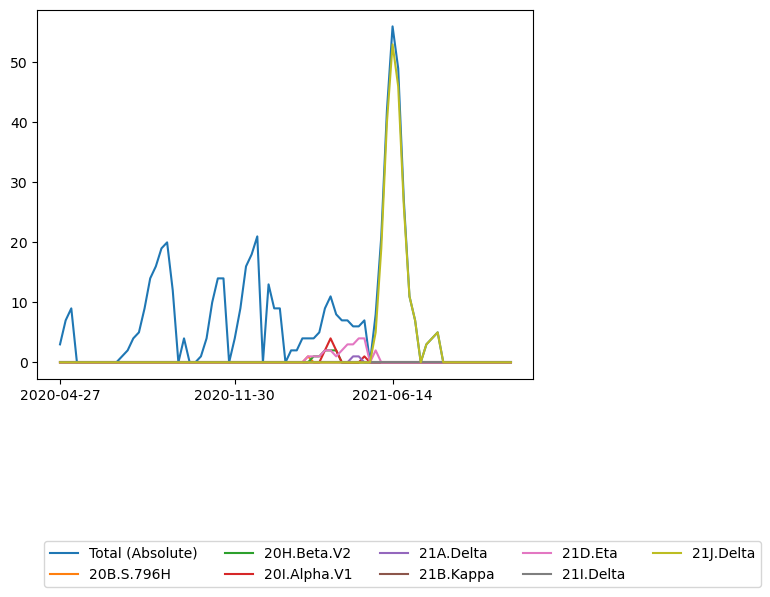 50
40
30
20
10
0
2020-04-27 2020-11-30 2021-06-14
Total (Absolute) 20H.Beta.V2 21A.Delta 21D.Eta 21J.Delta
20B.S.796H 20I.Alpha.V1 21B.Kappa 21I.Delta